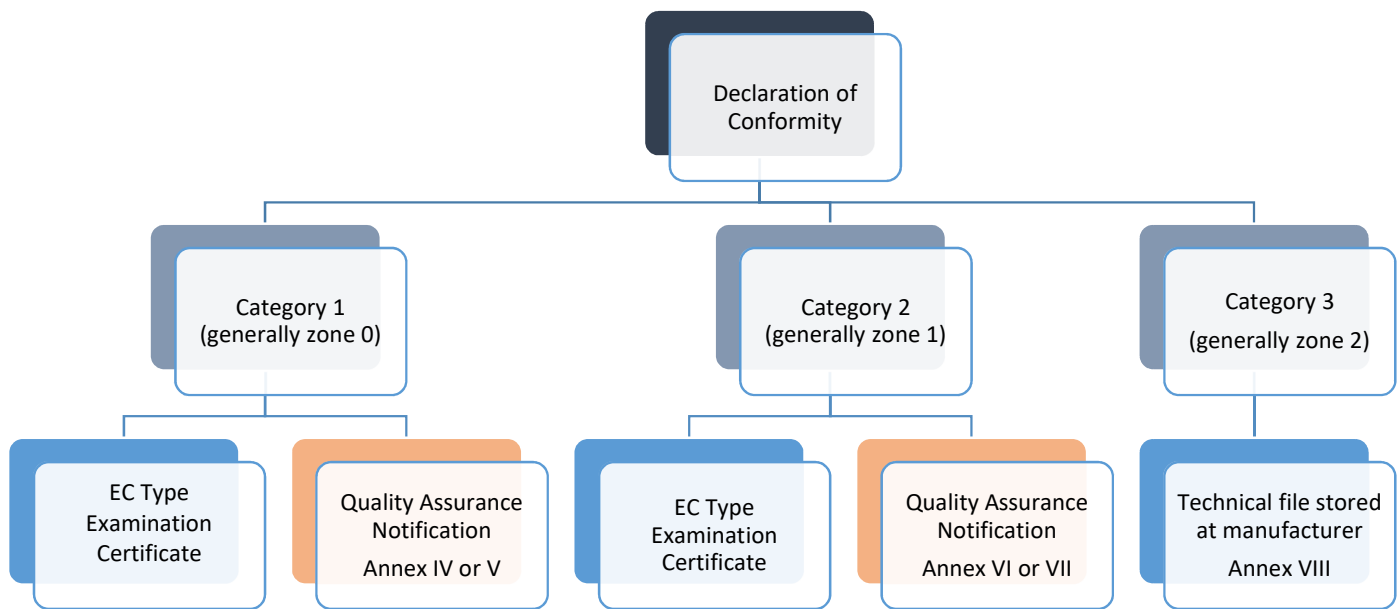 Declaration of
Conformity
Category 1
(generally zone 0)
Category 2
(generally zone 1)
Category 3
(generally zone 2)
EC Type
Examination
Certificate
Quality Assurance
Notification
Annex IV or V
EC Type
Examination
Certificate
Quality Assurance
Notification
Annex VI or VII
Technical file stored
at manufacturer
Annex VIII